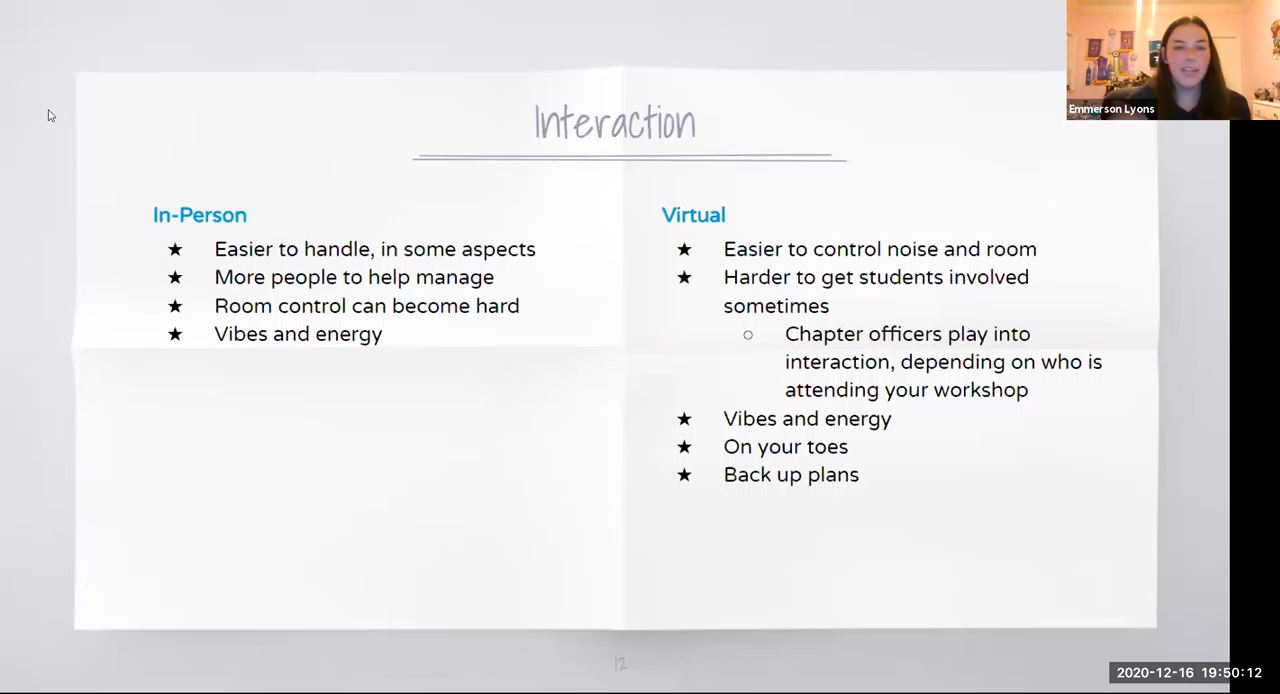 Emmerson Lyons
Interaction
In-Person
★ Easier to handle, in some aspects
★ More people to help manage
★ Room control can become hard
★ Vibes and energy
Virtual
★ Easier to control noise and room
★ Harder to get students involved
sometimes
○ Chapter officers play into
interaction, depending on who is
attending your workshop
★ Vibes and energy
★ On your toes
★ Back up plans
12
2020-12-16 19:50:12